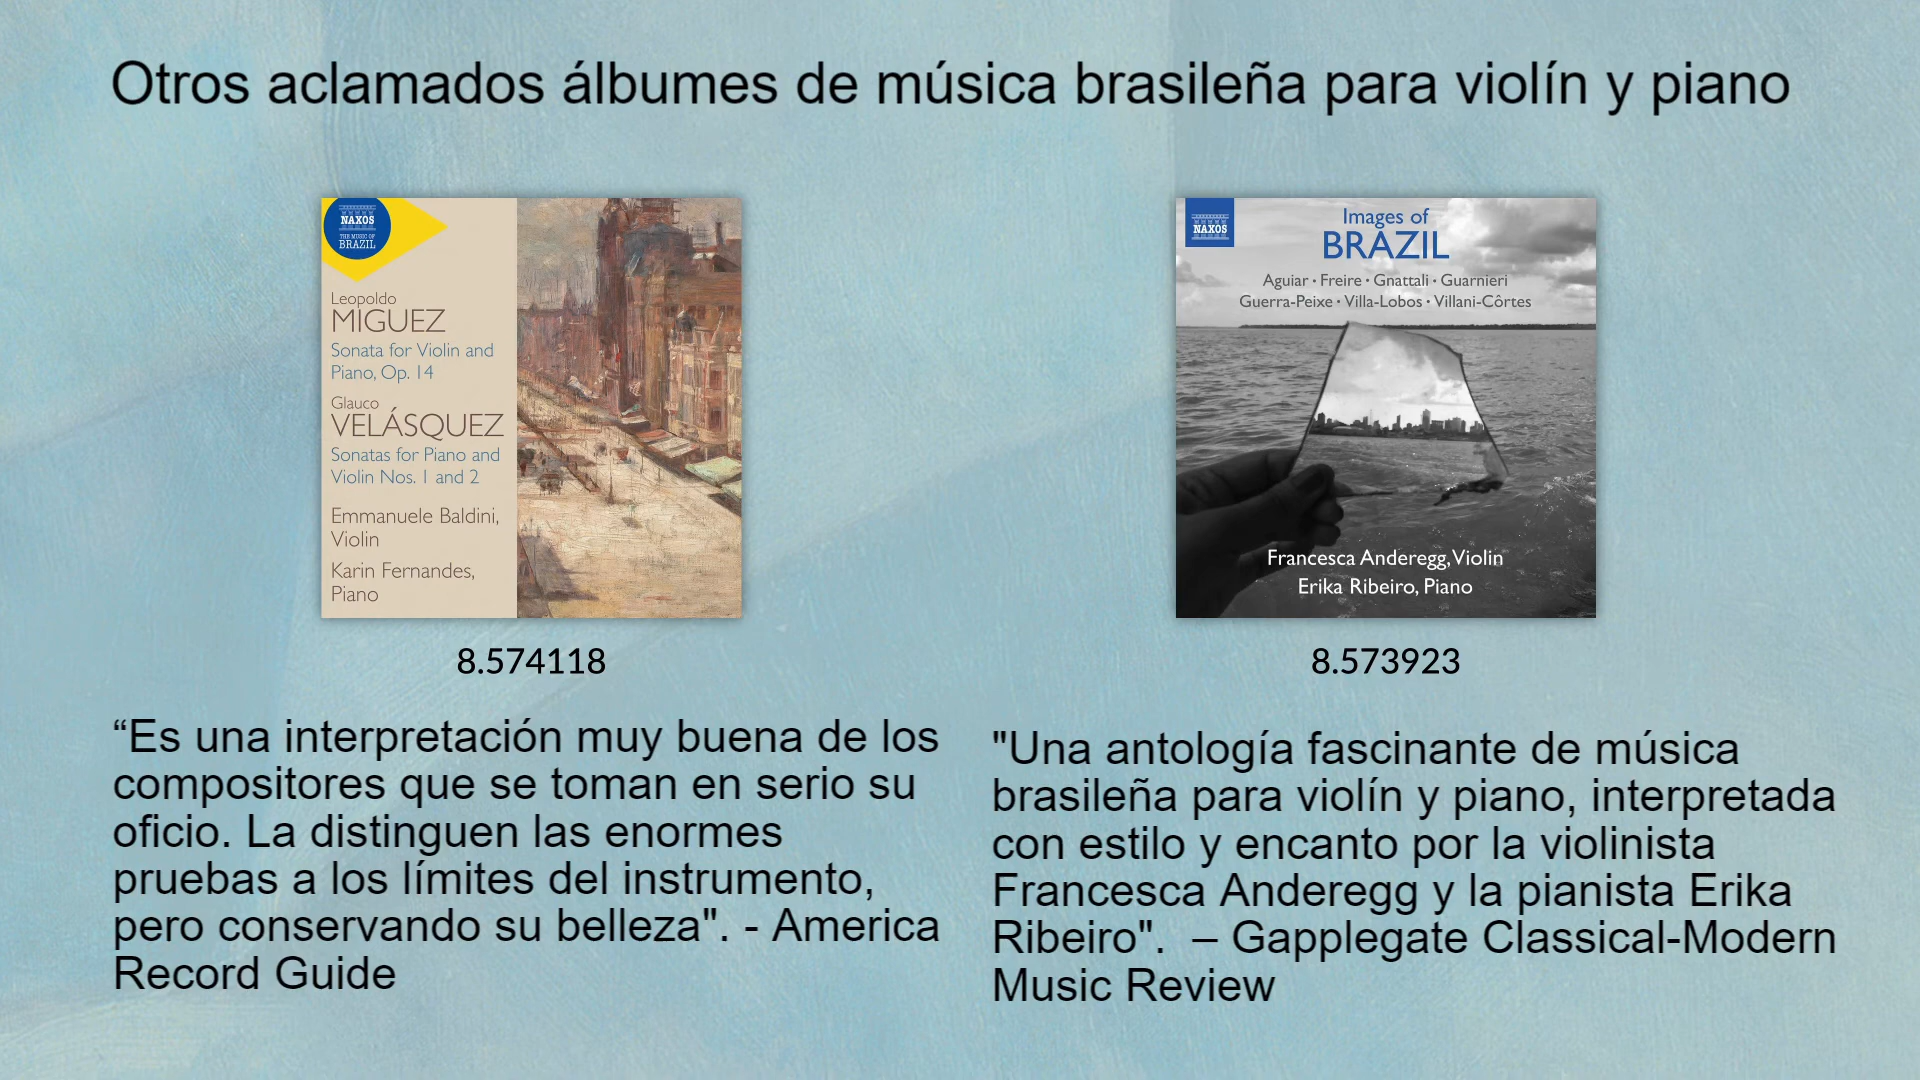 Otros aclamados álbumes de música brasileña para violín y piano
NAXOS
THE MUSIC OF
BRAZIL
Leopoldo
MIGUEZ
Sonata for Violin and
Piano, Op. 14
Glauco
VELÁSQUEZ
Sonatas for Piano and
Violin Nos. 1 and 2
Emmanuele Baldini,
Violin
Karin Fernandes,
Piano
8.574118
“Es una interpretación muy buena de los
compositores que se toman en serio su
oficio. La distinguen las enormes
pruebas a los límites del instrumento,
pero conservando su belleza". - America
Record Guide
NAXOS
Images of
BRAZIL
Aguiar • Freire • Gnattali • Guarnieri
Guerra-Peixe • Villa-Lobos • Villani-Côrtes
Francesca Anderegg, Violin
Erika Ribeiro, Piano
8.573923
"Una antología fascinante de música
brasileña para violín y piano, interpretada
con estilo y encanto por la violinista
Francesca Anderegg y la pianista Erika
Ribeiro".  – Gapplegate Classical-Modern
Music Review